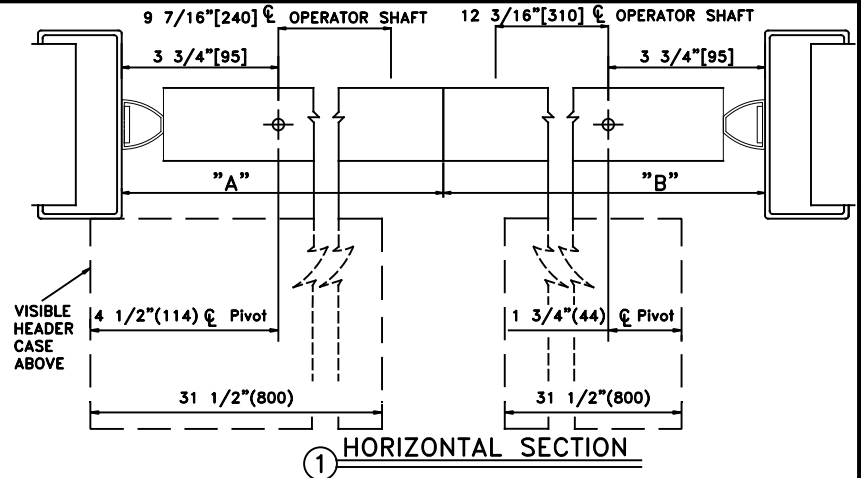 9 7/16"[240] ℄ OPERATOR SHAFT
12 3/16"[310] ℄ OPERATOR SHAFT
3 3/4"[95]
3 3/4"[95]
"A"
"B"
VISIBLE
HEADER
CASE
ABOVE
4 1/2"(114) ℄ Pivot
1 3/4"(44) ℄ Pivot
31 1/2"(800)
31 1/2"(800)
1 HORIZONTAL SECTION